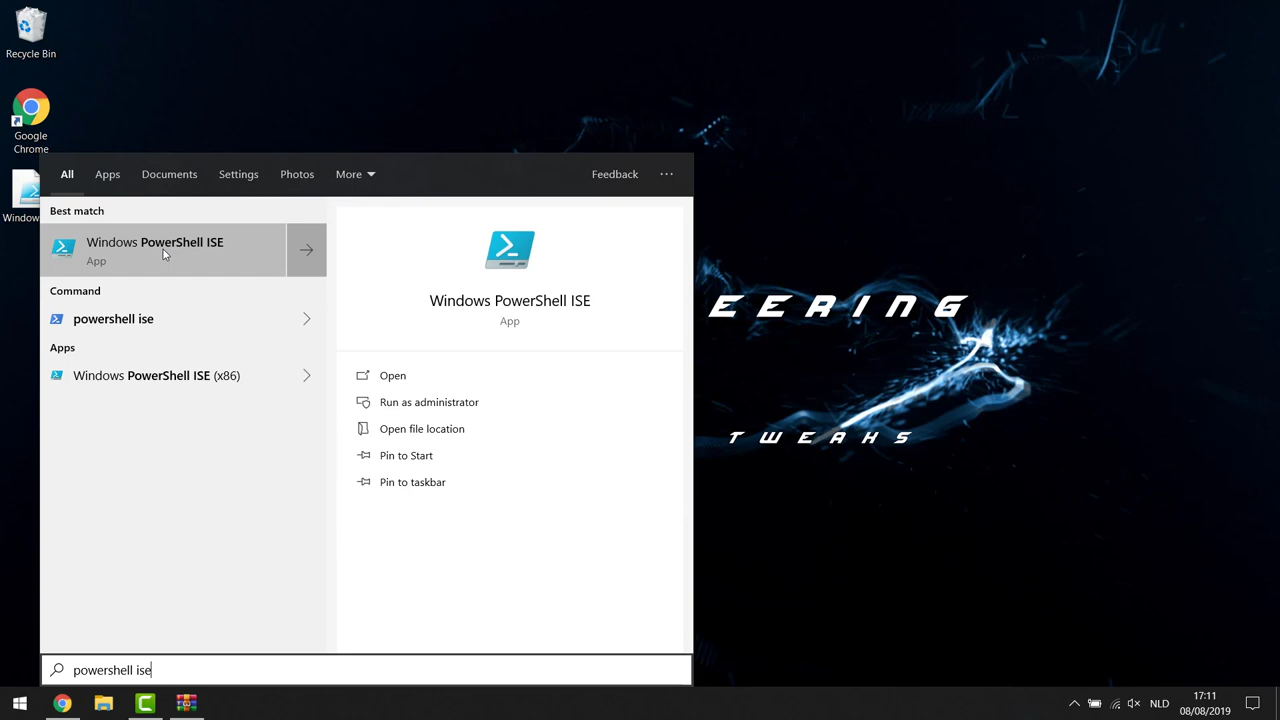 Recycle Bin
Google
Chrome
Window
All
Apps
Documents
Settings
Photos
More
Feedback
Best match
Windows PowerShell ISE
App
Command
powershell ise
Apps
Windows PowerShell ISE (x86)
Windows PowerShell ISE
App
Open
Run as administrator
Open file location
Pin to Start
Pin to taskbar
EERING
TWEAKS
powershell ise
NLD
17:11
08/08/2019